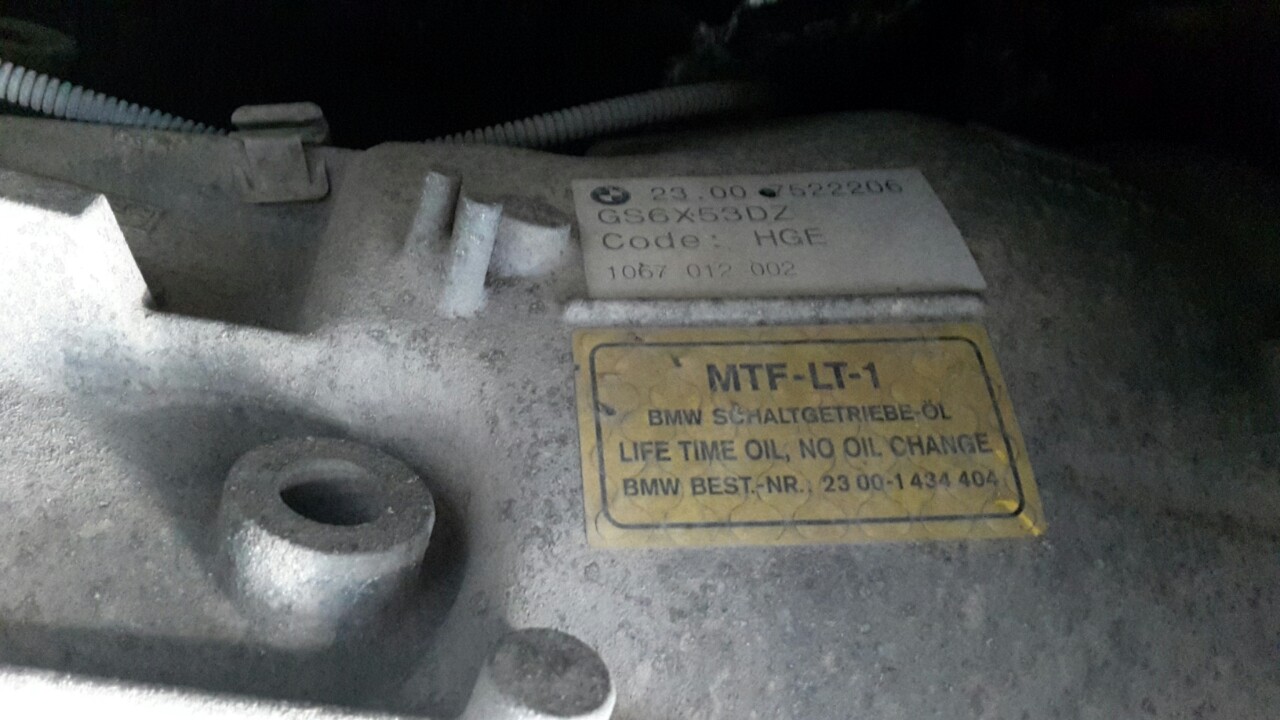 23.00 7522206
GS6X53DZ
Code: HGE
1067 012 002
MTF-LT-1
BMW SCHALTGETRIEBE-ÖL
LIFE TIME OIL, NO OIL CHANGE
BMW BEST.-NR.. 23 00-1 434 404